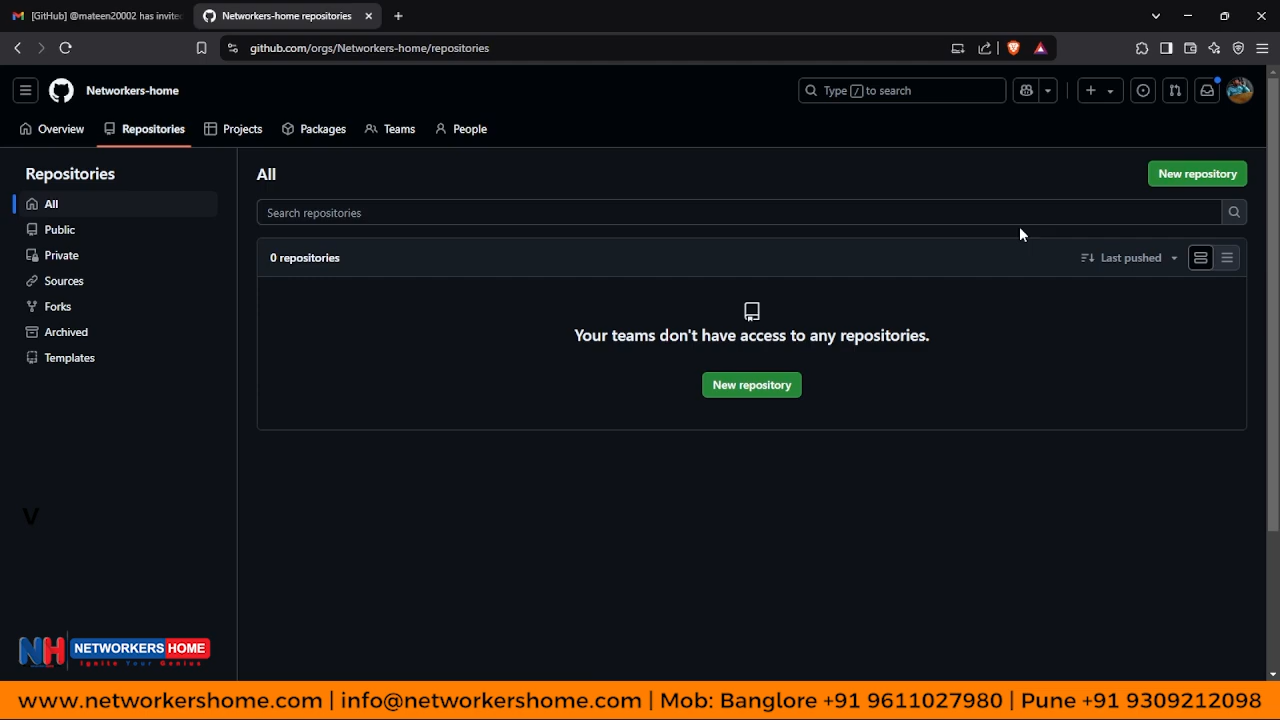 [GitHub] @mateen20002 has invite
Networkers-home repositories
github.com/orgs/Networkers-home/repositories
Networkers-home
Type / to search
Overview
Repositories
Projects
Packages
Teams
People
Repositories
All
Public
Private
Sources
Forks
Archived
Templates
All
New repository
Search repositories
0 repositories
Last pushed
Your teams don't have access to any repositories.
New repository
V
NH NETWORKERS HOME
Ignite Your Genius
www.networkershome.com | info@networkershome.com | Mob: Banglore +91 9611027980 | Pune +91 9309212098